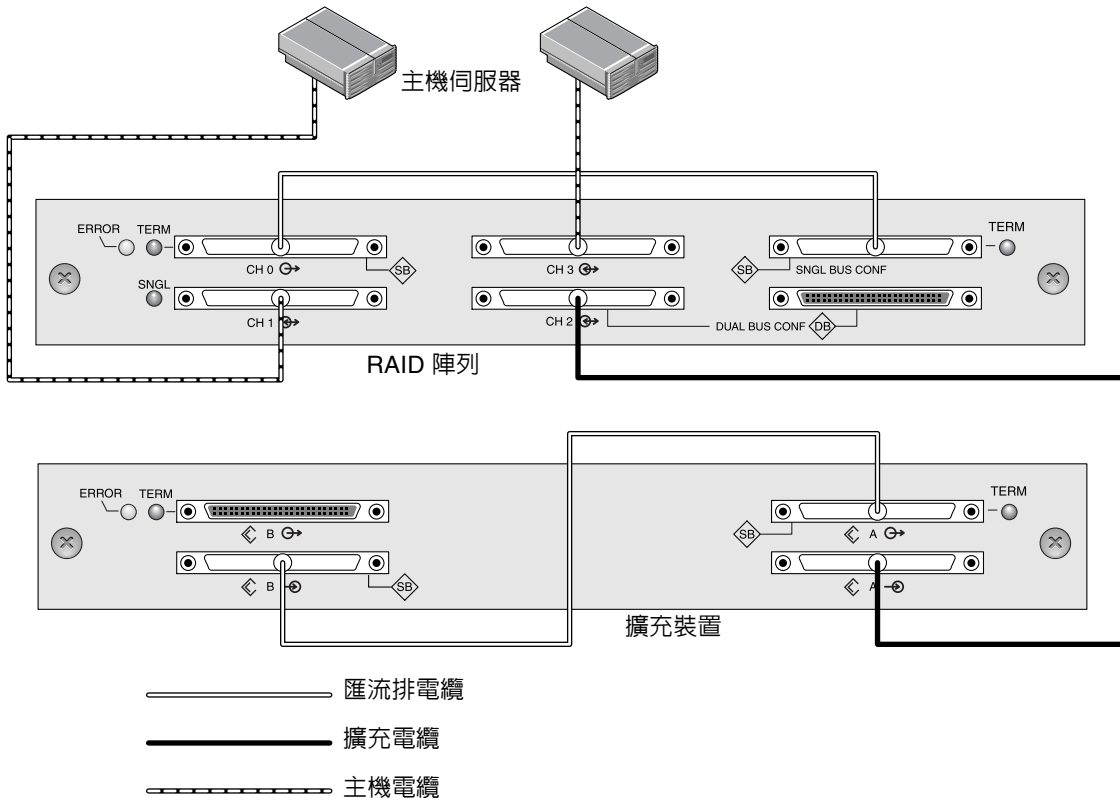 主機伺服器
ERROR TERM
TERM
CH 0
SB
CH 3
SB
SNGL BUS CONF
SNGL
CH 1
CH 2
DUAL BUS CONF DB
RAID 陣列
ERROR TERM
TERM
B
SB
A
B
SB
A
擴充裝置
匯流排電纜
擴充電纜
主機電纜